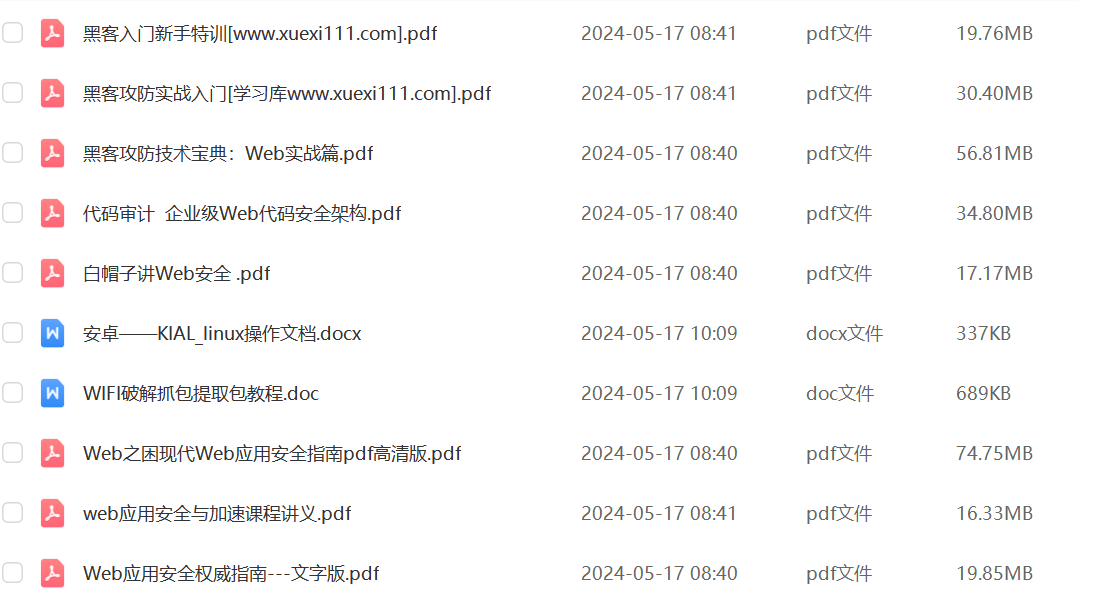 黑客入门新手特训[www.xuexi111.com].pdf 2024-05-17 08:41 pdf文件 19.76MB
黑客攻防实战入门[学习库www.xuexi111.com].pdf 2024-05-17 08:41 pdf文件 30.40MB
黑客攻防技术宝典：Web实战篇.pdf 2024-05-17 08:40 pdf文件 56.81MB
代码审计 企业级Web代码安全架构.pdf 2024-05-17 08:40 pdf文件 34.80MB
白帽子讲Web安全 .pdf 2024-05-17 08:40 pdf文件 17.17MB
安卓——KIAL_linux操作文档.docx 2024-05-17 10:09 docx文件 337KB
WIFI破解抓包提取包教程.doc 2024-05-17 10:09 doc文件 689KB
Web之困现代Web应用安全指南pdf高清版.pdf 2024-05-17 08:40 pdf文件 74.75MB
web应用安全与加速课程讲义.pdf 2024-05-17 08:41 pdf文件 16.33MB
Web应用安全权威指南---文字版.pdf 2024-05-17 08:40 pdf文件 19.85MB